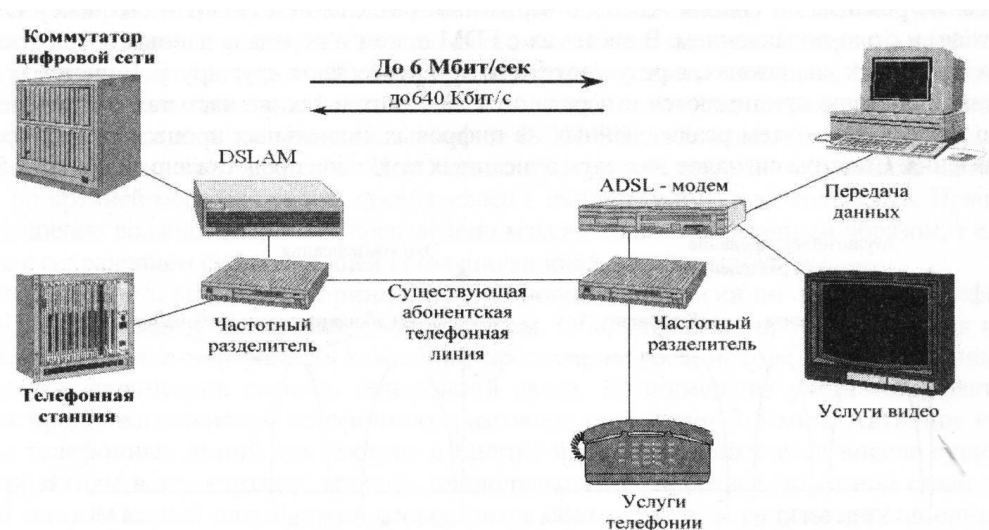 Коммутатор
цифровой сети
До 6 Мбит/сек
до640 Кбит/с
DSLAM
ADSL - модем
Передача
данных
Существующая
абонентская
телефонная
линия
Частотный
разделитель
Частотный
разделитель
Телефонная
станция
Услуги видео
Услуги
телефонии